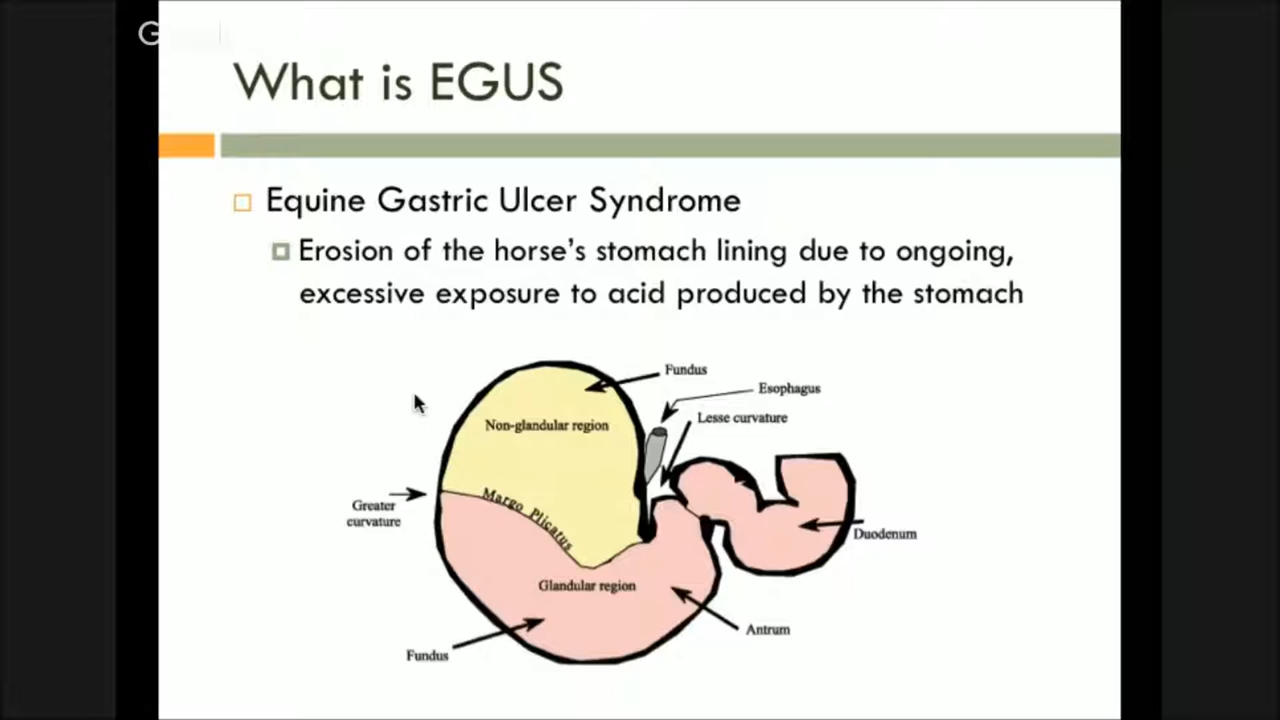 What is EGUS
Equine Gastric Ulcer Syndrome
Erosion of the horse's stomach lining due to ongoing,
excessive exposure to acid produced by the stomach
Fundus
Esophagus
Lesse curvature
Non-glandular region
Margo Plicatus
Greater
curvature
Duodenum
Glandular region
Antrum
Fundus